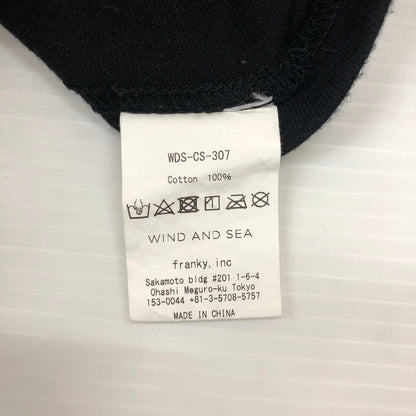 WDS-CS-307
Cotton 100%
WIND AND SEA
franky, inc
Sakamoto bldg #201 1-6-4
Ohashi Meguro-ku Tokyo
153-0044 +81-3-5708-5757
MADE IN CHINA